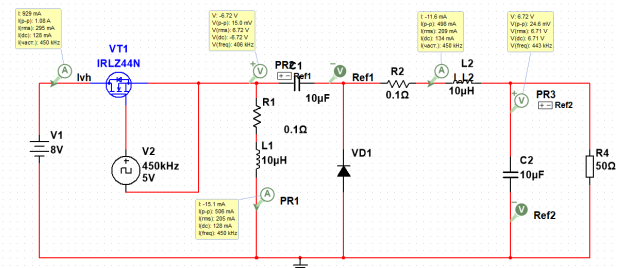 I: 929 mA
I(p-p): 1.08 A
I(rms): 295 mA
I(dc): 128 mA
I(част.): 450 kHz
V: -6.72 V
V(p-p): 15.0 mV
V(rms): 6.72 V
V(dc): -6.72 V
V(freq): 406 kHz
I: -11.6 mA
I(p-p): 498 mA
I(rms): 209 mA
I(dc): 134 mA
I(част.): 450 kHz
V: 6.72 V
V(p-p): 24.6 mV
V(rms): 6.71 V
V(dc): 6.71 V
V(freq): 443 kHz
VT1
IRLZ44N
A
Ivh
V
PR2
C1
Ref1
10µF
V
Ref1
R2
0.1Ω
A
L2
L2
10µH
V
PR3
Ref2
R1
0.1Ω
V1
8V
V2
450kHz
5V
L1
10µH
VD1
C2
10µF
R4
50Ω
A
PR1
I: -15.1 mA
I(p-p): 506 mA
I(rms): 205 mA
I(dc): 128 mA
I(freq): 450 kHz
V
Ref2